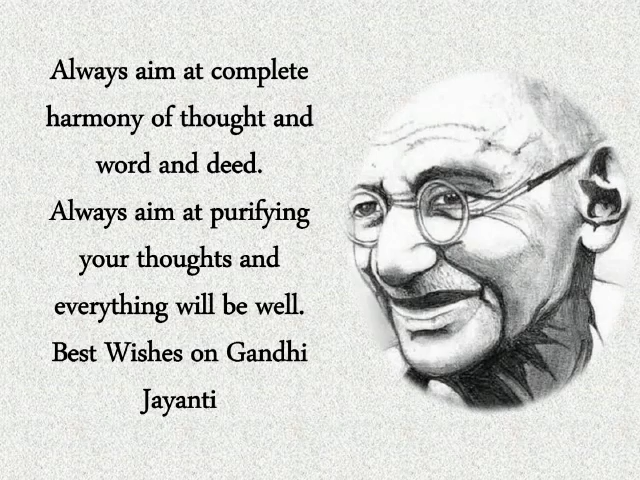 Always aim at complete
harmony of thought and
word and deed.
Always aim at purifying
your thoughts and
everything will be well.
Best Wishes on Gandhi
Jayanti